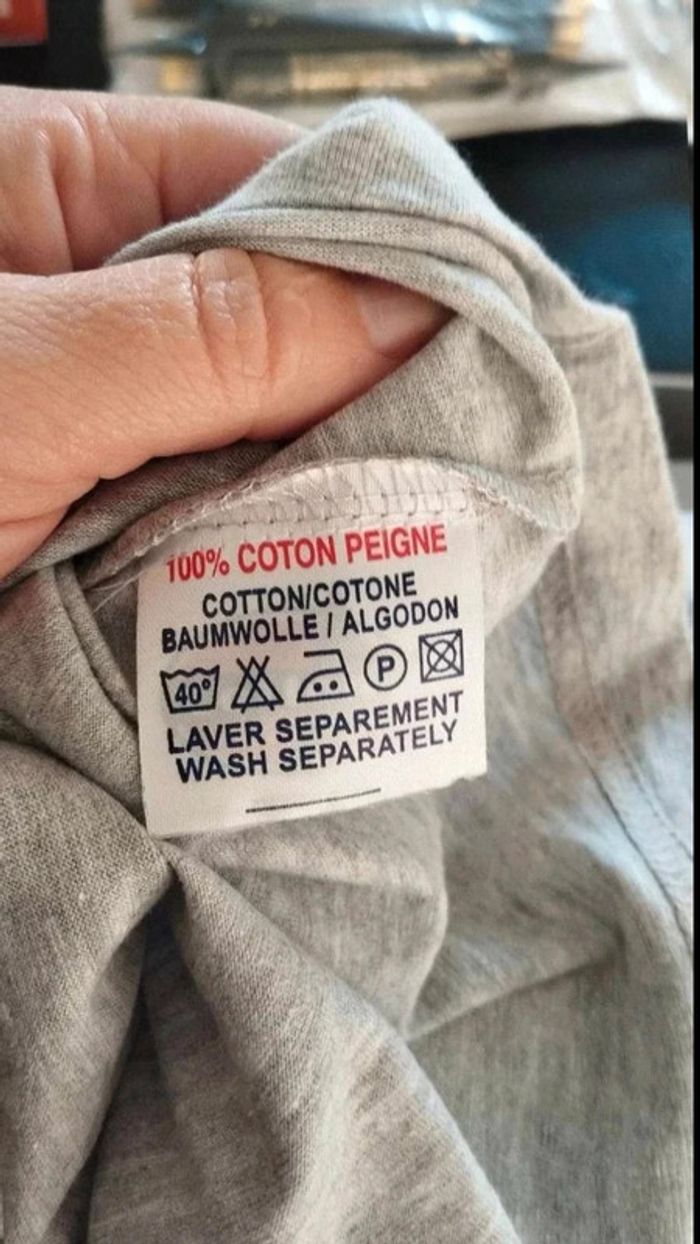 100% COTON PEIGNE
COTTON/COTONE
BAUMWOLLE / ALGODON
40° P
LAVER SEPAREMENT
WASH SEPARATELY